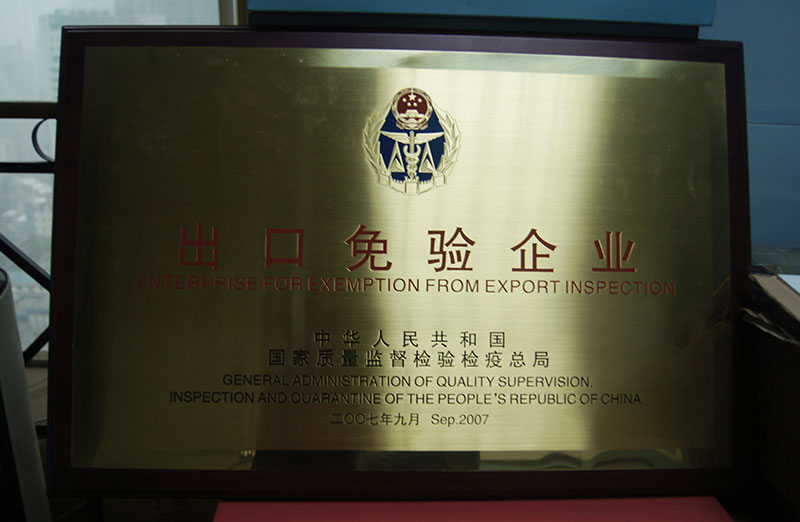 出口免验企业
ENTERPRISE FOR EXEMPTION FROM EXPORT INSPECTION
中华人民共和国
国家质量监督检验检疫总局
GENERAL ADMINISTRATION OF QUALITY SUPERVISION,
INSPECTION AND QUARANTINE OF THE PEOPLE'S REPUBLIC OF CHINA
二〇〇七年九月 Sep.2007